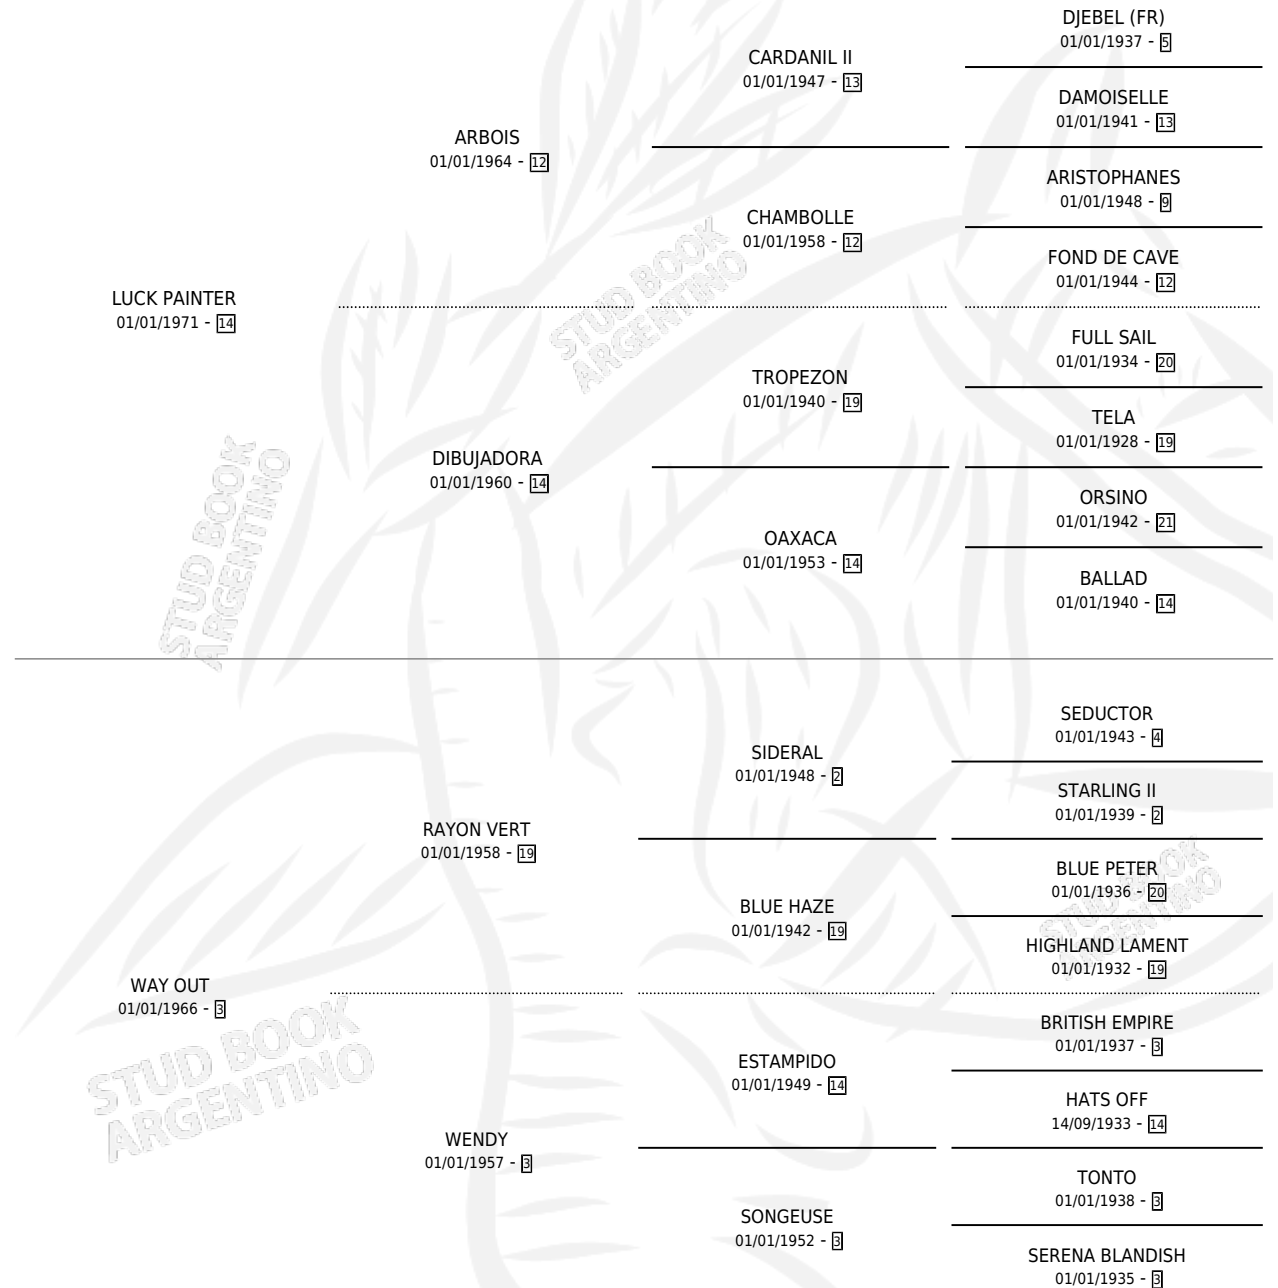 DJEBEL (FR)
01/01/1937 - 5
CARDANIL II
01/01/1947 - 13
DAMOISELLE
01/01/1941 - 13
ARBOIS
01/01/1964 - 12
ARISTOPHANES
01/01/1948 - 9
CHAMBOLLE
01/01/1958 - 12
FOND DE CAVE
01/01/1944 - 12
LUCK PAINTER
01/01/1971 - 14
FULL SAIL
01/01/1934 - 20
TROPEZON
01/01/1940 - 19
TELA
01/01/1928 - 19
DIBUJADORA
01/01/1960 - 14
ORSINO
01/01/1942 - 21
OAXACA
01/01/1953 - 14
BALLAD
01/01/1940 - 14
STUD BOOK
ARGENTINO
STUD BOOK
ARGENTINO
SEDUCTOR
01/01/1943 - 4
SIDERAL
01/01/1948 - 2
STARLING II
01/01/1939 - 2
RAYON VERT
01/01/1958 - 19
BLUE PETER
01/01/1936 - 20
BLUE HAZE
01/01/1942 - 19
HIGHLAND LAMENT
01/01/1932 - 19
WAY OUT
01/01/1966 - 3
BRITISH EMPIRE
01/01/1937 - 3
ESTAMPIDO
01/01/1949 - 14
HATS OFF
14/09/1933 - 14
WENDY
01/01/1957 - 3
TONTO
01/01/1938 - 3
SONGEUSE
01/01/1952 - 3
SERENA BLANDISH
01/01/1935 - 3
STUD BOOK
ARGENTINO
STUD BOOK
ARGENTINO